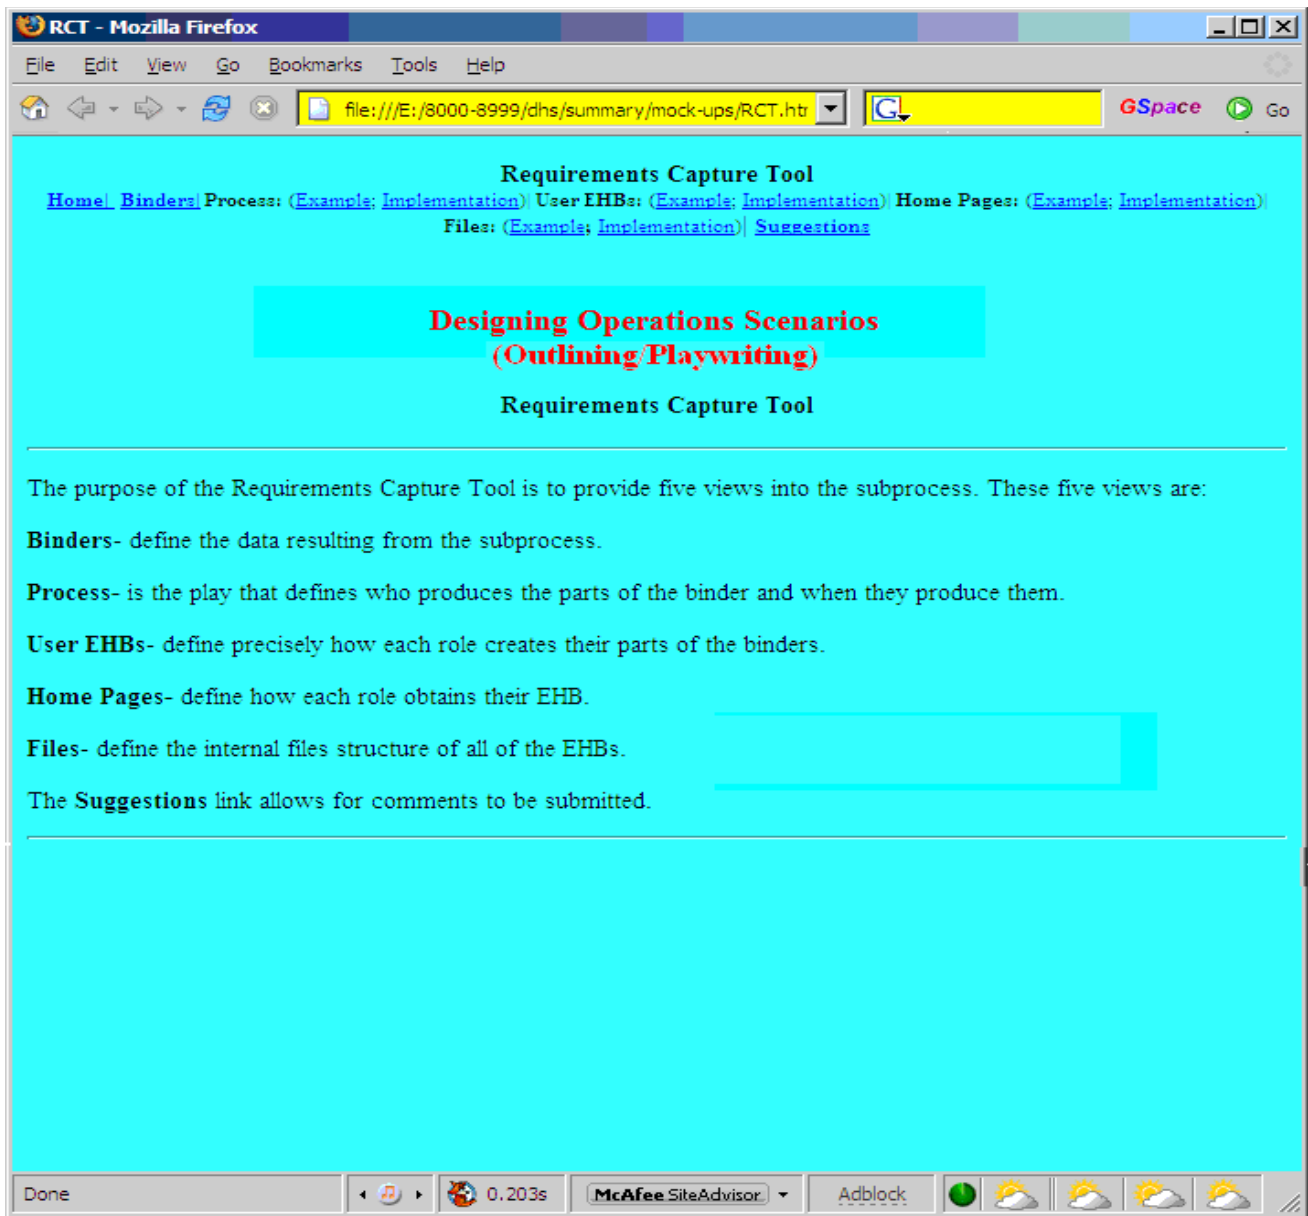 RCT - Mozilla Firefox
File Edit View Go Bookmarks Tools Help
file:///E:/8000-8999/dhs/summary/mock-ups/RCT.htr G GSpace Go
Requirements Capture Tool
Home| Binders| Process: (Example; Implementation)| User EHBs: (Example; Implementation)| Home Pages: (Example; Implementation)|
Files: (Example; Implementation)| Suggestions
Designing Operations Scenarios
(Outlining/Playwriting)
Requirements Capture Tool
The purpose of the Requirements Capture Tool is to provide five views into the subprocess. These five views are:
Binders- define the data resulting from the subprocess.
Process- is the play that defines who produces the parts of the binder and when they produce them.
User EHBs- define precisely how each role creates their parts of the binders.
Home Pages- define how each role obtains their EHB.
Files- define the internal files structure of all of the EHBs.
The Suggestions link allows for comments to be submitted.
Done 0.203s McAfee SiteAdvisor Adblock